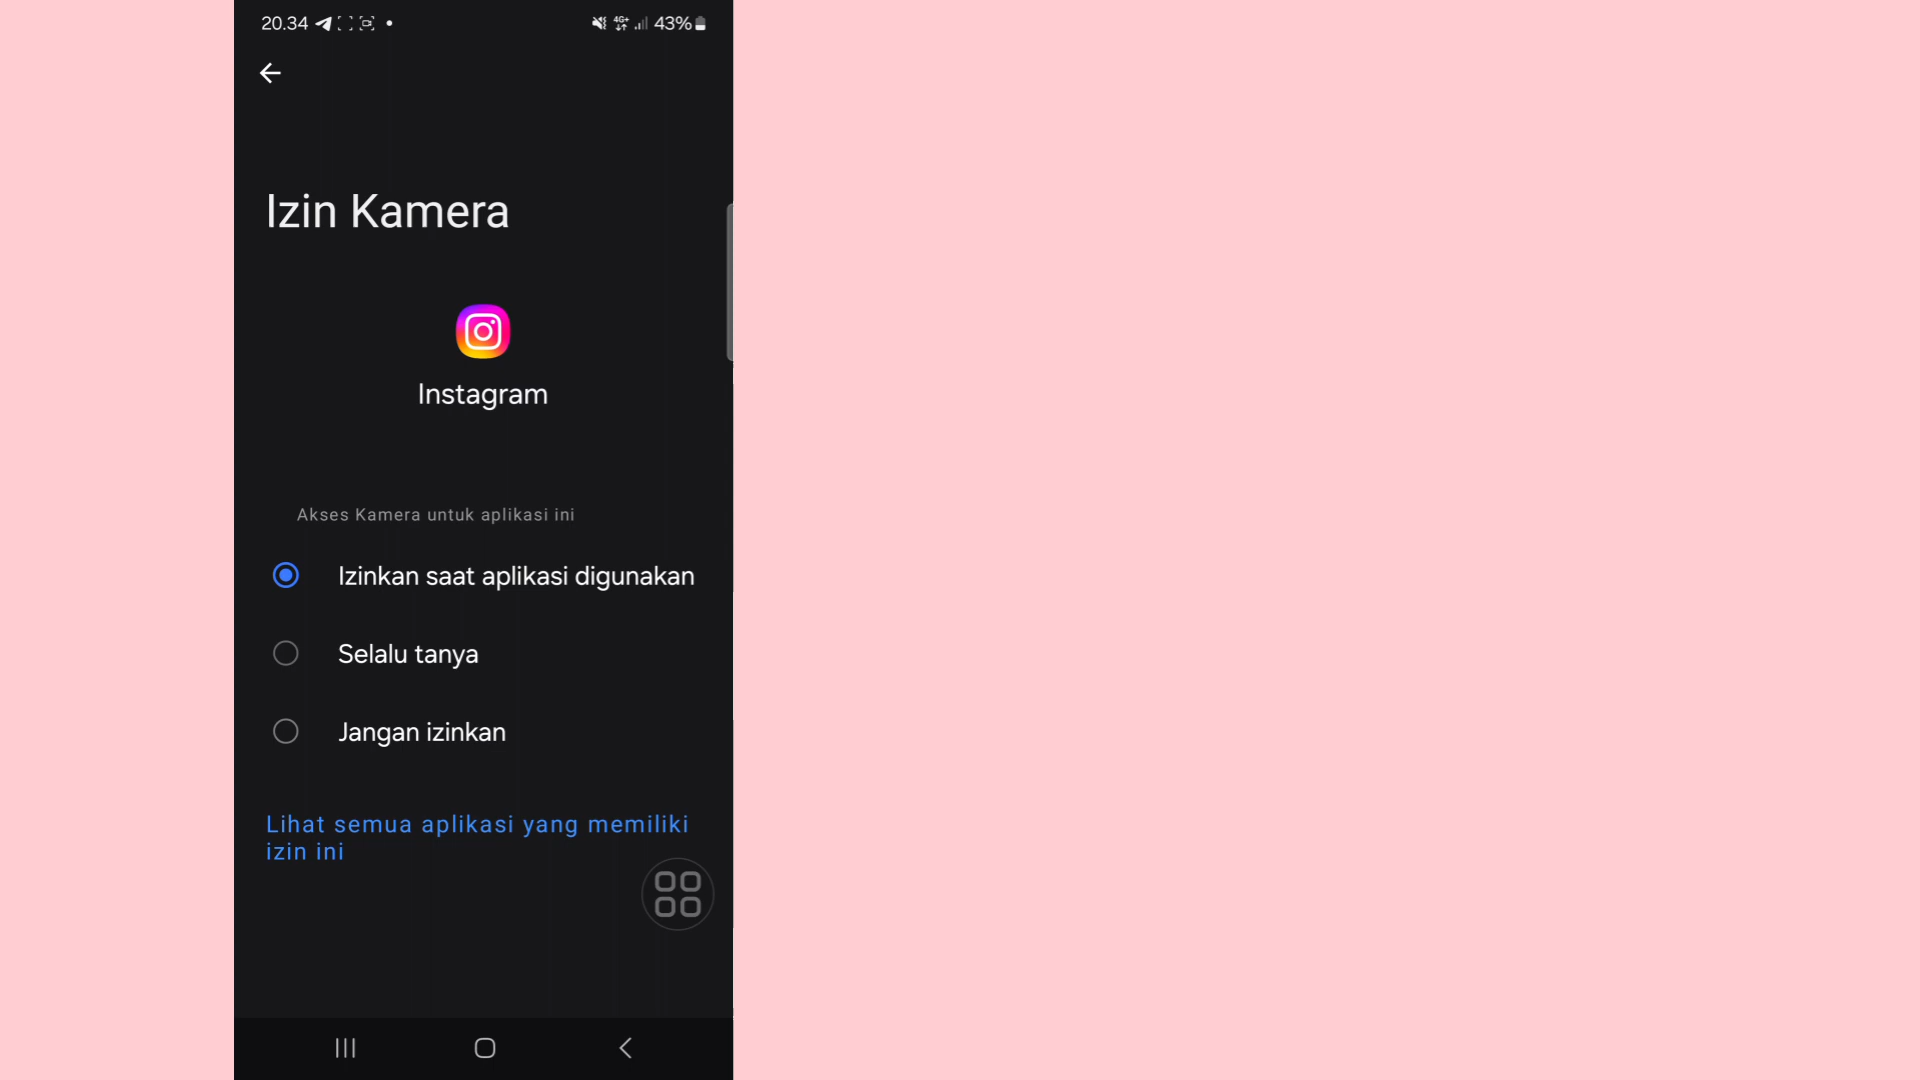 20.34 4G+ 43%
Izin Kamera
Instagram
Akses Kamera untuk aplikasi ini
Izinkan saat aplikasi digunakan
Selalu tanya
Jangan izinkan
Lihat semua aplikasi yang memiliki
izin ini